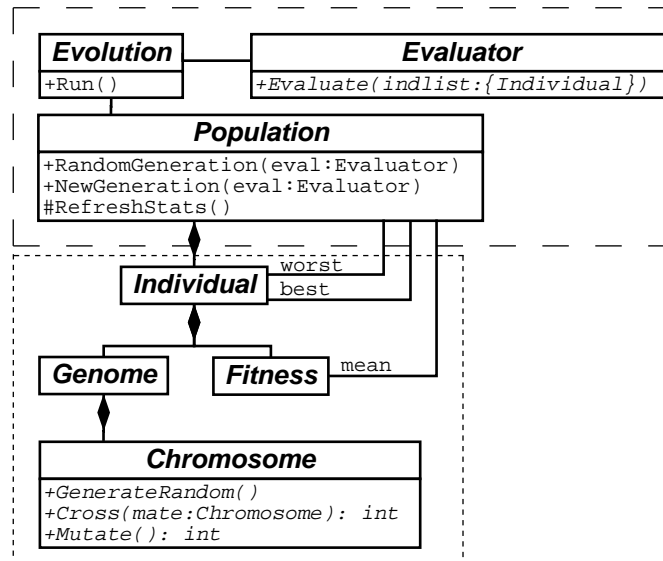 Evolution
+Run()
Evaluator
+Evaluate(indlist:{Individual})
Population
+RandomGeneration(eval:Evaluator)
+NewGeneration(eval:Evaluator)
#RefreshStats()
worst
Individual
best
Genome
Fitness
mean
Chromosome
+GenerateRandom()
+Cross(mate:Chromosome): int
+Mutate(): int